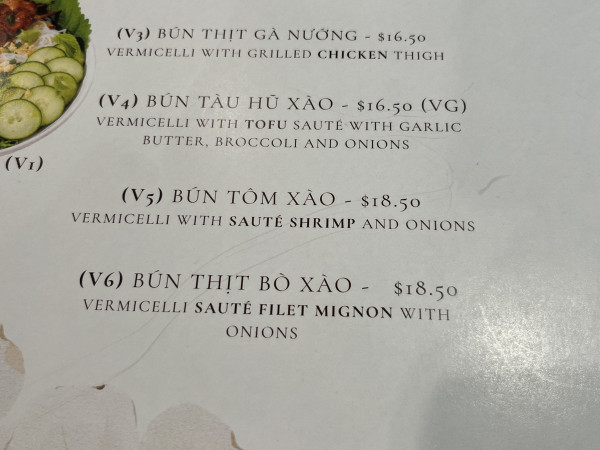 (V3) BÚN THỊT GÀ NƯỚNG - $16.50
VERMICELLI WITH GRILLED CHICKEN THIGH
(V4) BÚN TÀU HŨ XÀO - $16.50 (VG)
VERMICELLI WITH TOFU SAUTÉ WITH GARLIC
BUTTER, BROCCOLI AND ONIONS
(V1)
(V5) BÚN TÔM XÀO - $18.50
VERMICELLI WITH SAUTÉ SHRIMP AND ONIONS
(V6) BÚN THỊT BÒ XÀO - $18.50
VERMICELLI SAUTÉ FILET MIGNON WITH
ONIONS